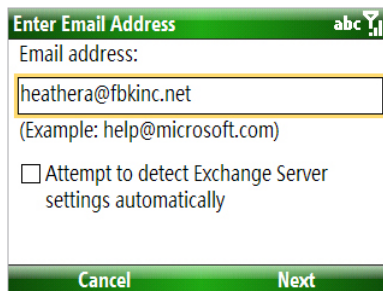 Enter Email Address abc
Email address:
heathera@fbkinc.net
(Example: help@microsoft.com)
Attempt to detect Exchange Server
settings automatically
Cancel Next